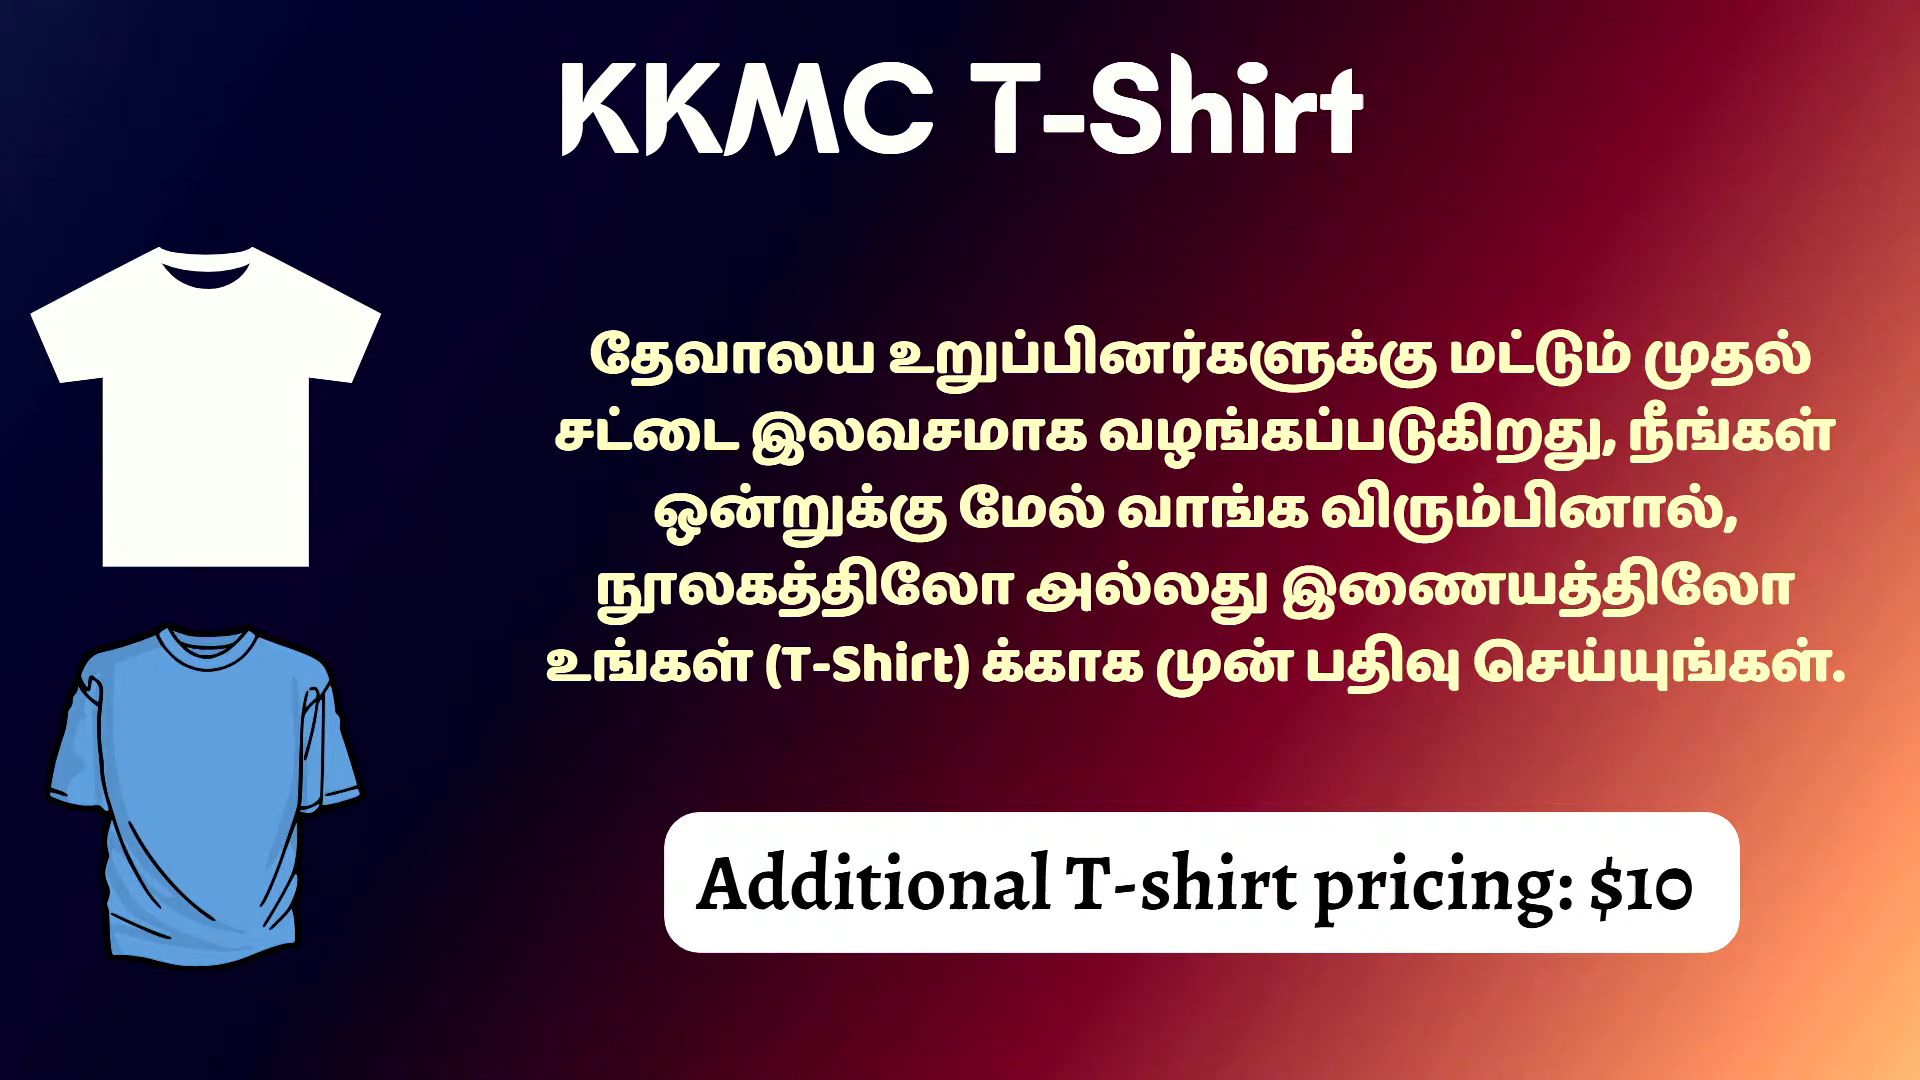 KKMC T-Shirt
தேவாலய உறுப்பினர்களுக்கு மட்டும் முதல்
சட்டை இலவசமாக வழங்கப்படுகிறது, நீங்கள்
ஒன்றுக்கு மேல் வாங்க விரும்பினால்,
நூலகத்திலோ அல்லது இணையத்திலோ
உங்கள் (T-Shirt) க்காக முன் பதிவு செய்யுங்கள்.
Additional T-shirt pricing: $10